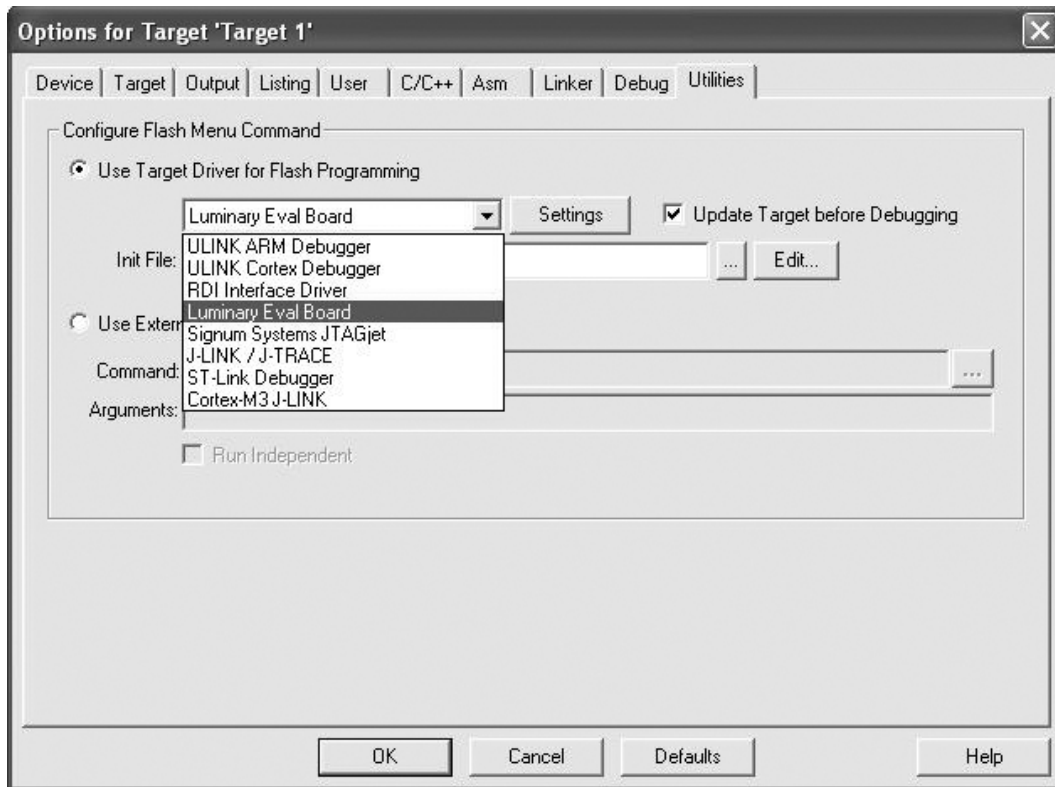 Options for Target 'Target 1'
Device Target Output Listing User C/C++ Asm Linker Debug Utilities
Configure Flash Menu Command
Use Target Driver for Flash Programming
Luminary Eval Board Settings Update Target before Debugging
ULINK ARM Debugger
Init File: ULINK Cortex Debugger ... Edit...
RDI Interface Driver
Luminary Eval Board
Use Extern
Signum Systems JTAGjet
J-LINK / J-TRACE
Command: ...
ST-Link Debugger
Cortex-M3 J-LINK
Arguments:
Run Independent
OK Cancel Defaults Help